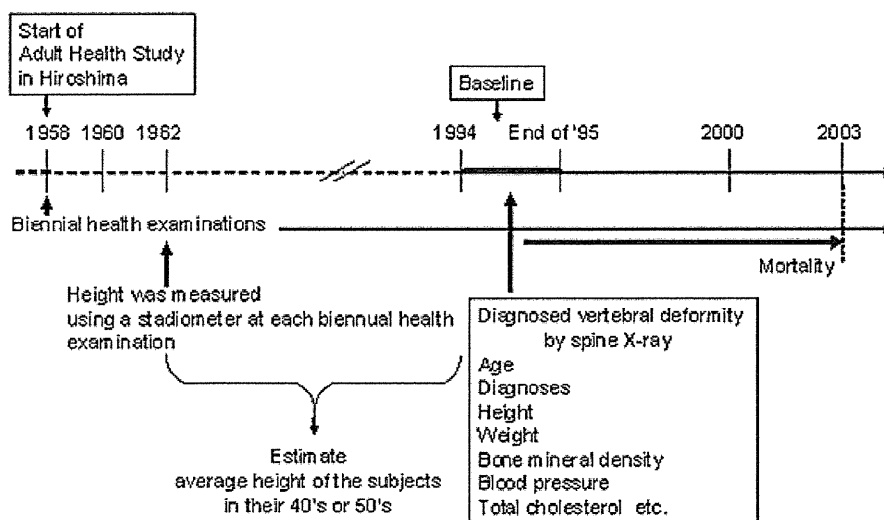 Start of
Adult Health Study
in Hiroshima
Baseline
1958 1960 1962 1994 End of '95 2000 2003
Biennial health examinations
Mortality
Height was measured
using a stadiometer at each biennual health
examination
Estimate
average height of the subjects
in their 40's or 50's
Diagnosed vertebral deformity
by spine X-ray
Age
Diagnoses
Height
Weight
Bone mineral density
Blood pressure
Total cholesterol etc.